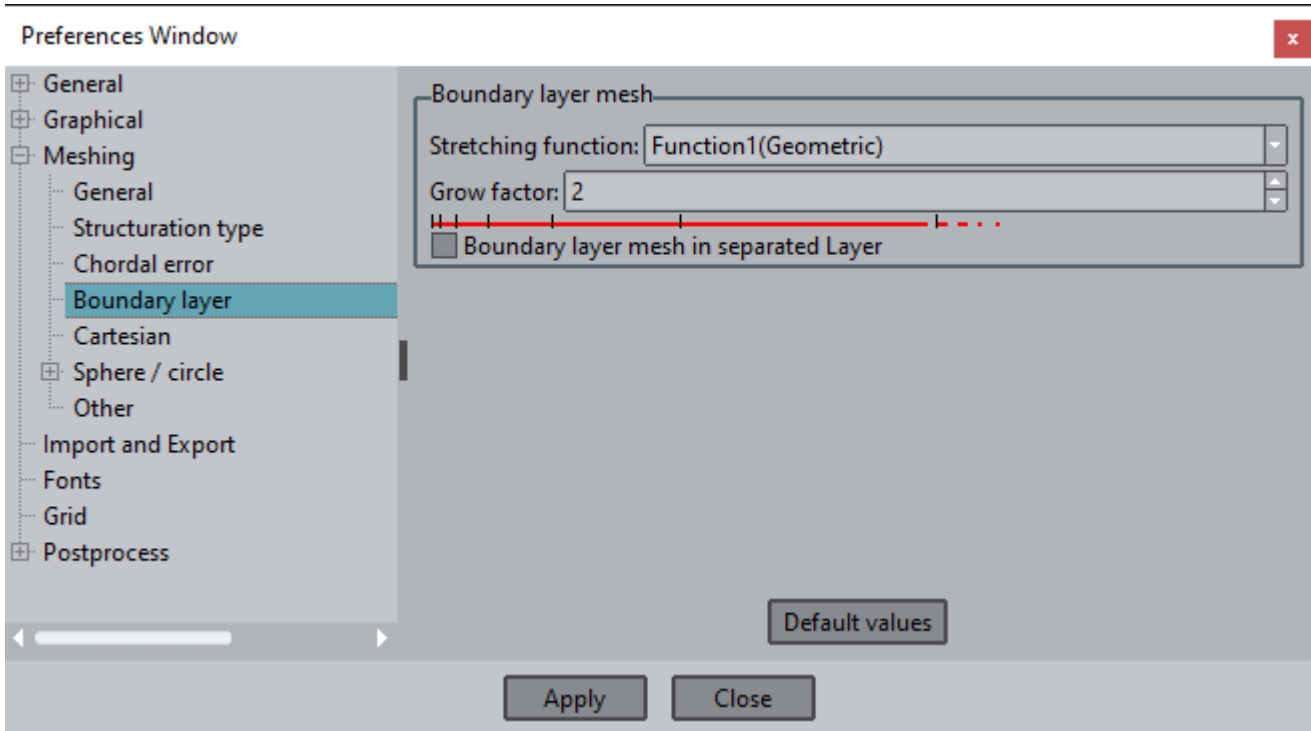 Preferences Window
x
General
Graphical
Meshing
General
Structuration type
Chordal error
Boundary layer
Cartesian
Sphere / circle
Other
Import and Export
Fonts
Grid
Postprocess
Boundary layer mesh
Stretching function: Function1(Geometric)
Grow factor: 2
Boundary layer mesh in separated Layer
Default values
Apply Close